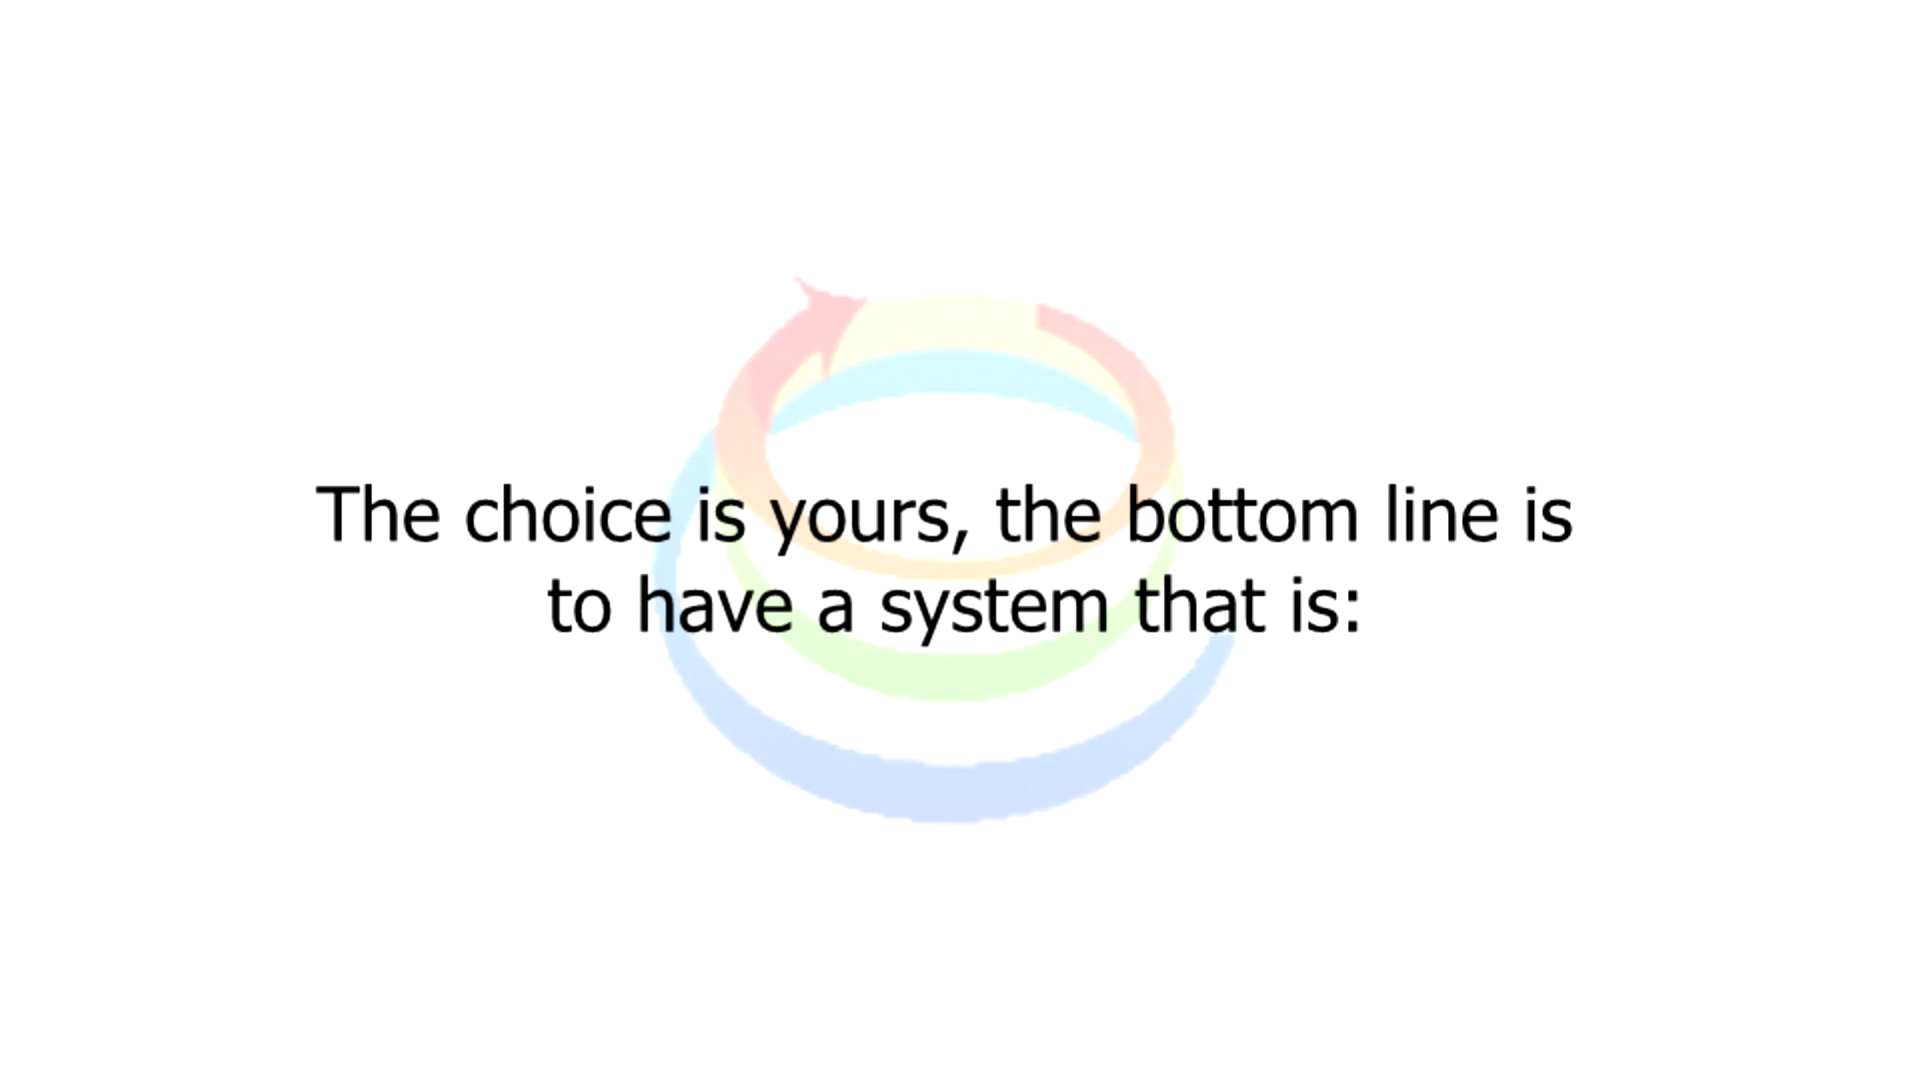 The choice is yours, the bottom line is
to have a system that is: